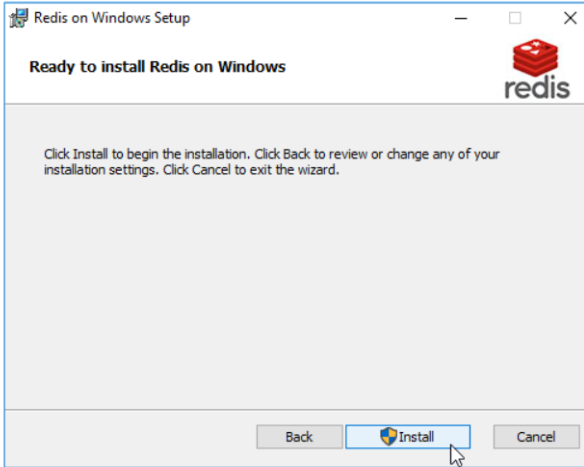 Redis on Windows Setup
Ready to install Redis on Windows
redis
Click Install to begin the installation. Click Back to review or change any of your
installation settings. Click Cancel to exit the wizard.
Back
Install
Cancel